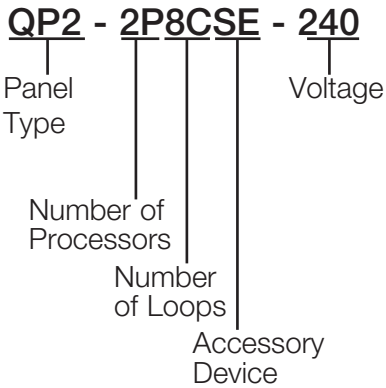 QP2 - 2P8CSE - 240
Panel
Type
Voltage
Number of
Processors
Number
of Loops
Accessory
Device